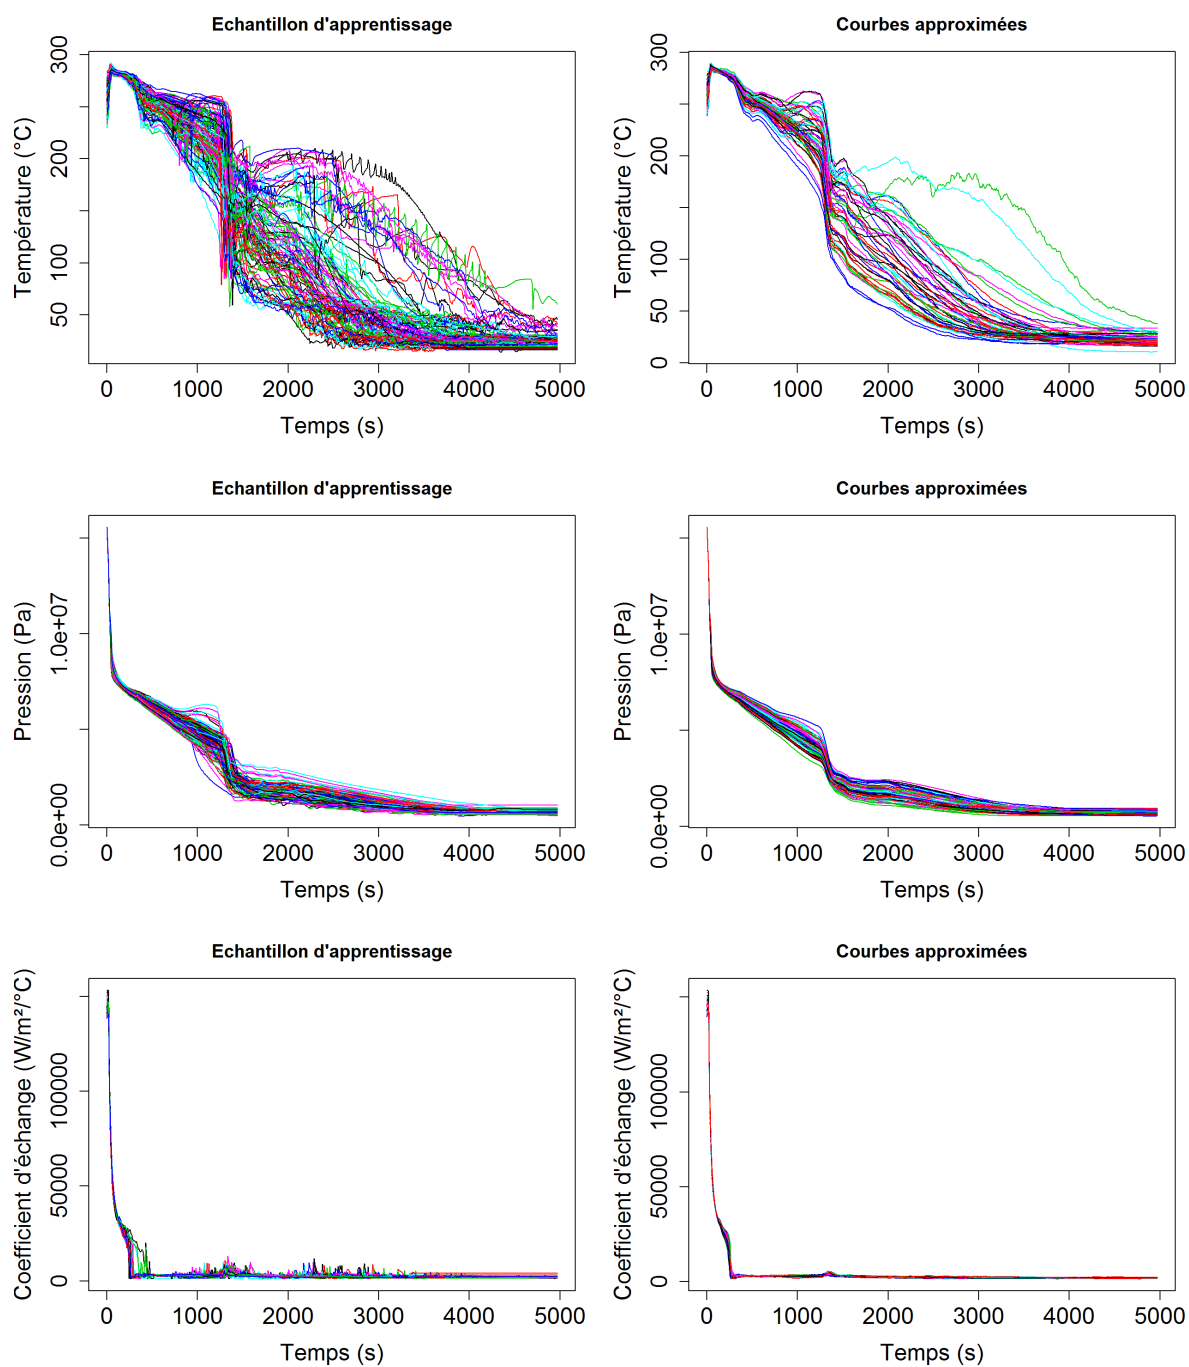 Echantillon d'apprentissage
Courbes approximées
Température (°C)
300
200
100
50
0 1000 2000 3000 4000 5000
Temps (s)
Température (°C)
300
200
100
50
0
0 1000 2000 3000 4000 5000
Temps (s)
Echantillon d'apprentissage
Courbes approximées
Pression (Pa)
1.0e+07
0.0e+00
0 1000 2000 3000 4000 5000
Temps (s)
Pression (Pa)
1.0e+07
0.0e+00
0 1000 2000 3000 4000 5000
Temps (s)
Echantillon d'apprentissage
Courbes approximées
Coefficient d'échange (W/m²/°C)
100000
50000
0
0 1000 2000 3000 4000 5000
Temps (s)
Coefficient d'échange (W/m²/°C)
100000
50000
0
0 1000 2000 3000 4000 5000
Temps (s)